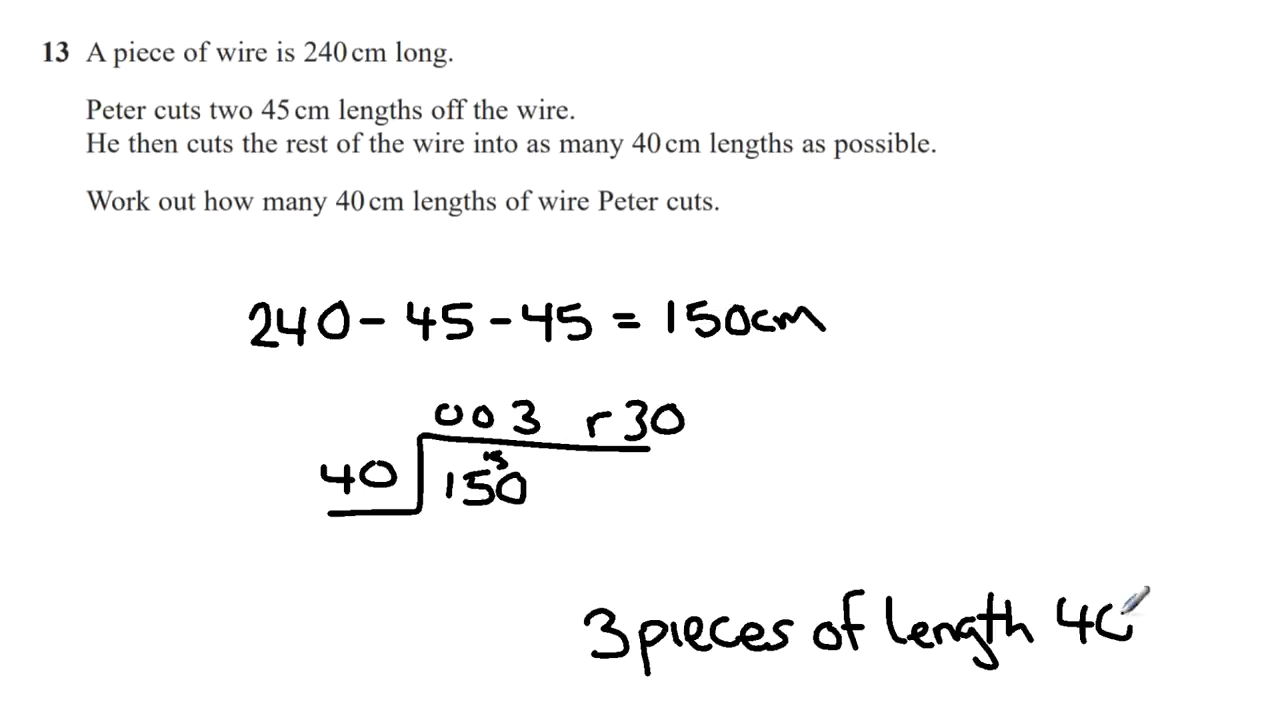 13 A piece of wire is 240 cm long.
Peter cuts two 45 cm lengths off the wire.
He then cuts the rest of the wire into as many 40 cm lengths as possible.
Work out how many 40 cm lengths of wire Peter cuts.
240 - 45 - 45 = 150cm
003 r 30
15
40 150
3 pieces of length 40